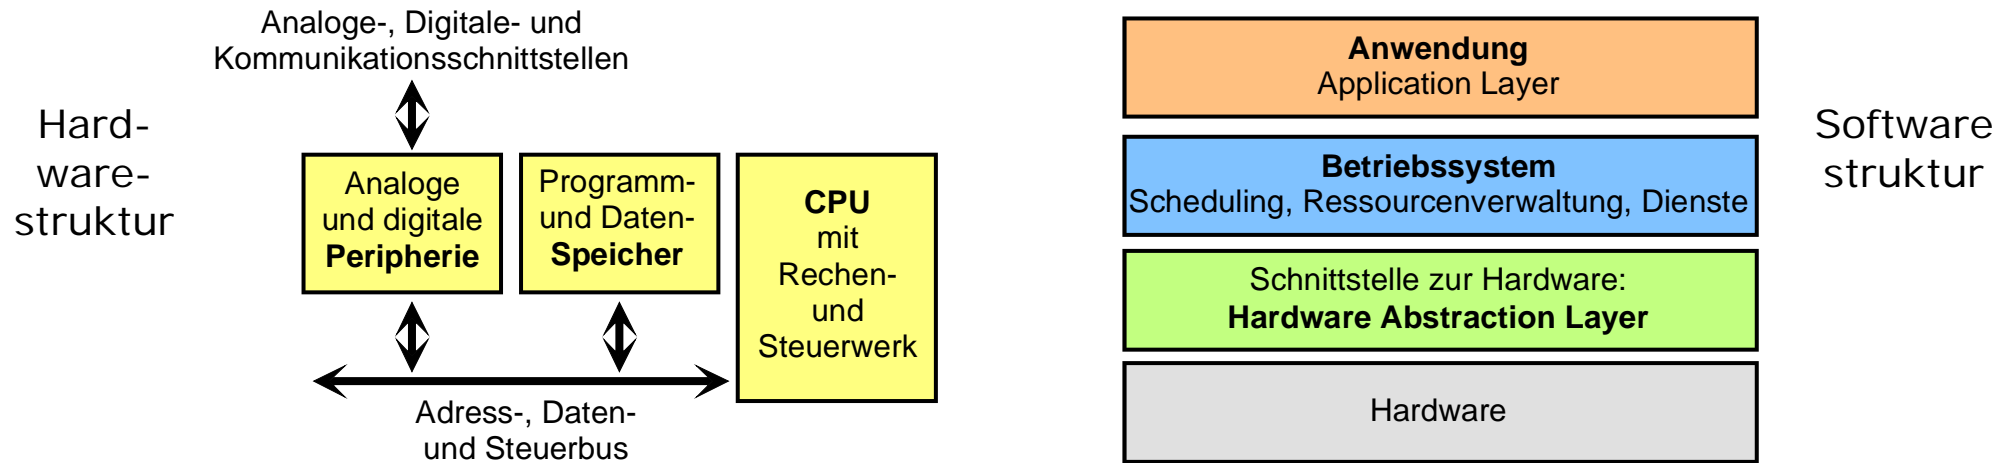 Hard-
ware-
struktur
Analoge-, Digitale- und
Kommunikationsschnittstellen
Analoge
und digitale
Peripherie
Programm-
und Daten-
Speicher
CPU
mit
Rechen-
und
Steuerwerk
Adress-, Daten-
und Steuerbus
Anwendung
Application Layer
Betriebssystem
Scheduling, Ressourcenverwaltung, Dienste
Schnittstelle zur Hardware:
Hardware Abstraction Layer
Hardware
Software
struktur